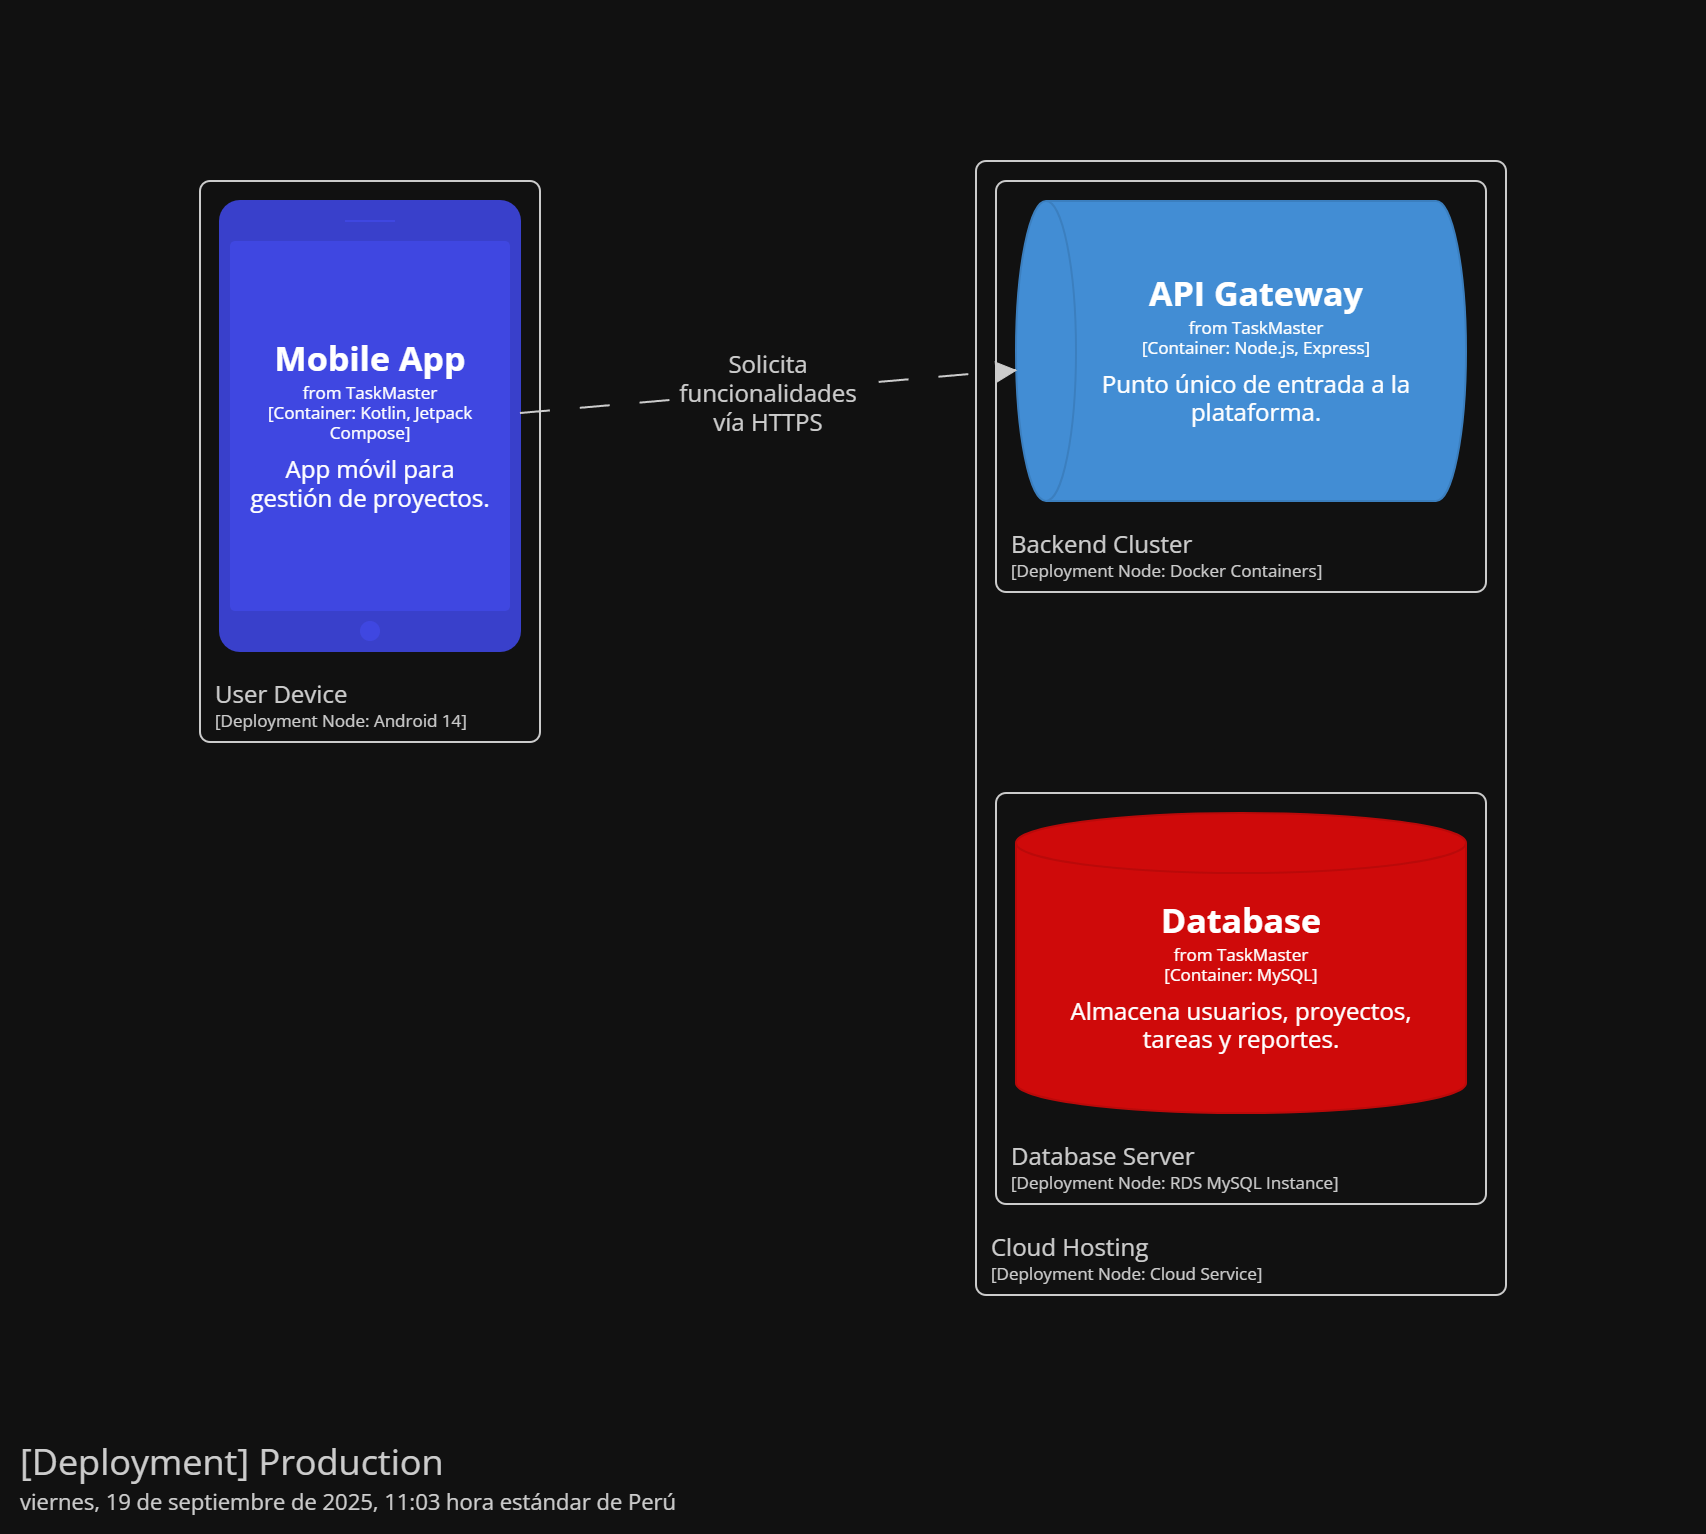 Mobile App
from TaskMaster
[Container: Kotlin, Jetpack
Compose]
App móvil para
gestión de proyectos.
User Device
[Deployment Node: Android 14]
Solicita
funcionalidades
vía HTTPS
API Gateway
from TaskMaster
[Container: Node.js, Express]
Punto único de entrada a la
plataforma.
Backend Cluster
[Deployment Node: Docker Containers]
Database
from TaskMaster
[Container: MySQL]
Almacena usuarios, proyectos,
tareas y reportes.
Database Server
[Deployment Node: RDS MySQL Instance]
Cloud Hosting
[Deployment Node: Cloud Service]
[Deployment] Production
viernes, 19 de septiembre de 2025, 11:03 hora estándar de Perú